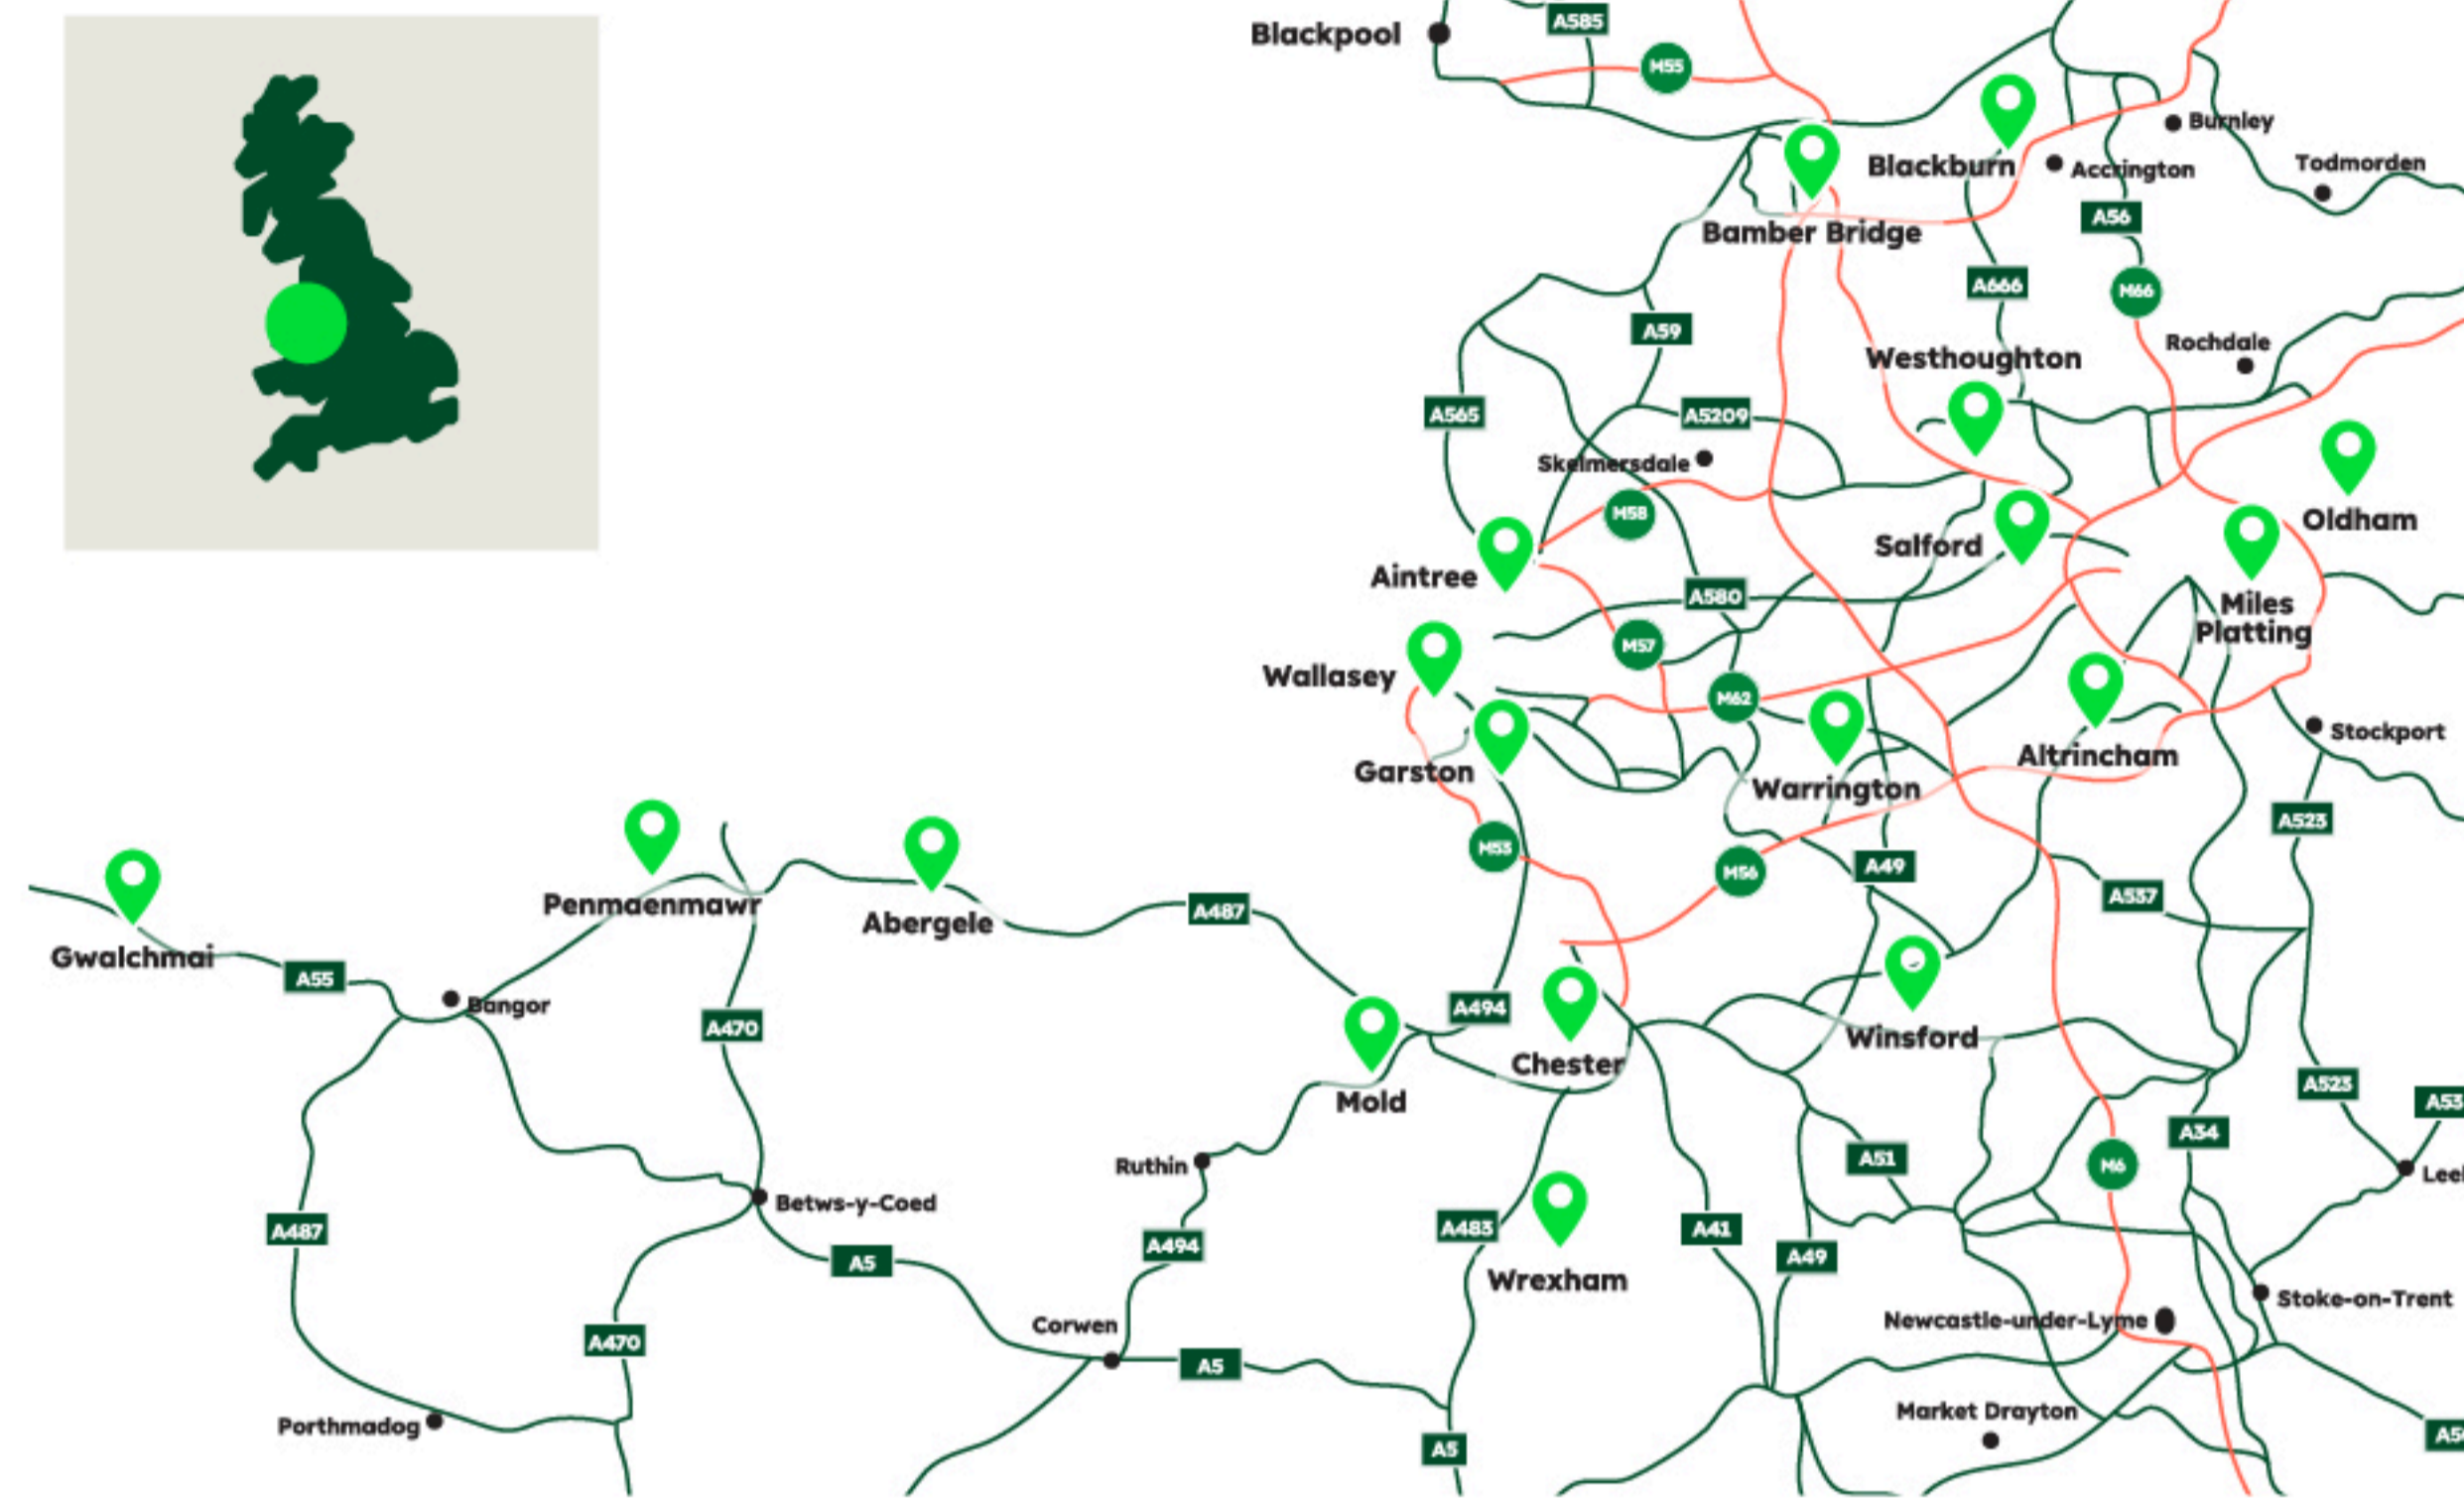 Blackpool
A585
M55
Blackburn
Burnley
Accrington
Todmorden
Bamber Bridge
A56
A666
M66
A59
Westhoughton
Rochdale
A565
A5209
Skelmersdale
M58
Salford
Oldham
Aintree
A580
Miles
Platting
M57
Wallasey
M62
Altrincham
Stockport
Garston
Warrington
A523
M53
M56
A49
A537
Penmaenmawr
Abergele
A487
Gwalchmai
A55
Bangor
A470
A494
Winsford
Chester
Mold
A523
A53
A34
A51
M6
Ruthin
Leek
Betws-y-Coed
A487
A494
A483
A41
A49
A5
Wrexham
Stoke-on-Trent
Newcastle-under-Lyme
Corwen
A470
A5
A5
Market Drayton
Porthmadog